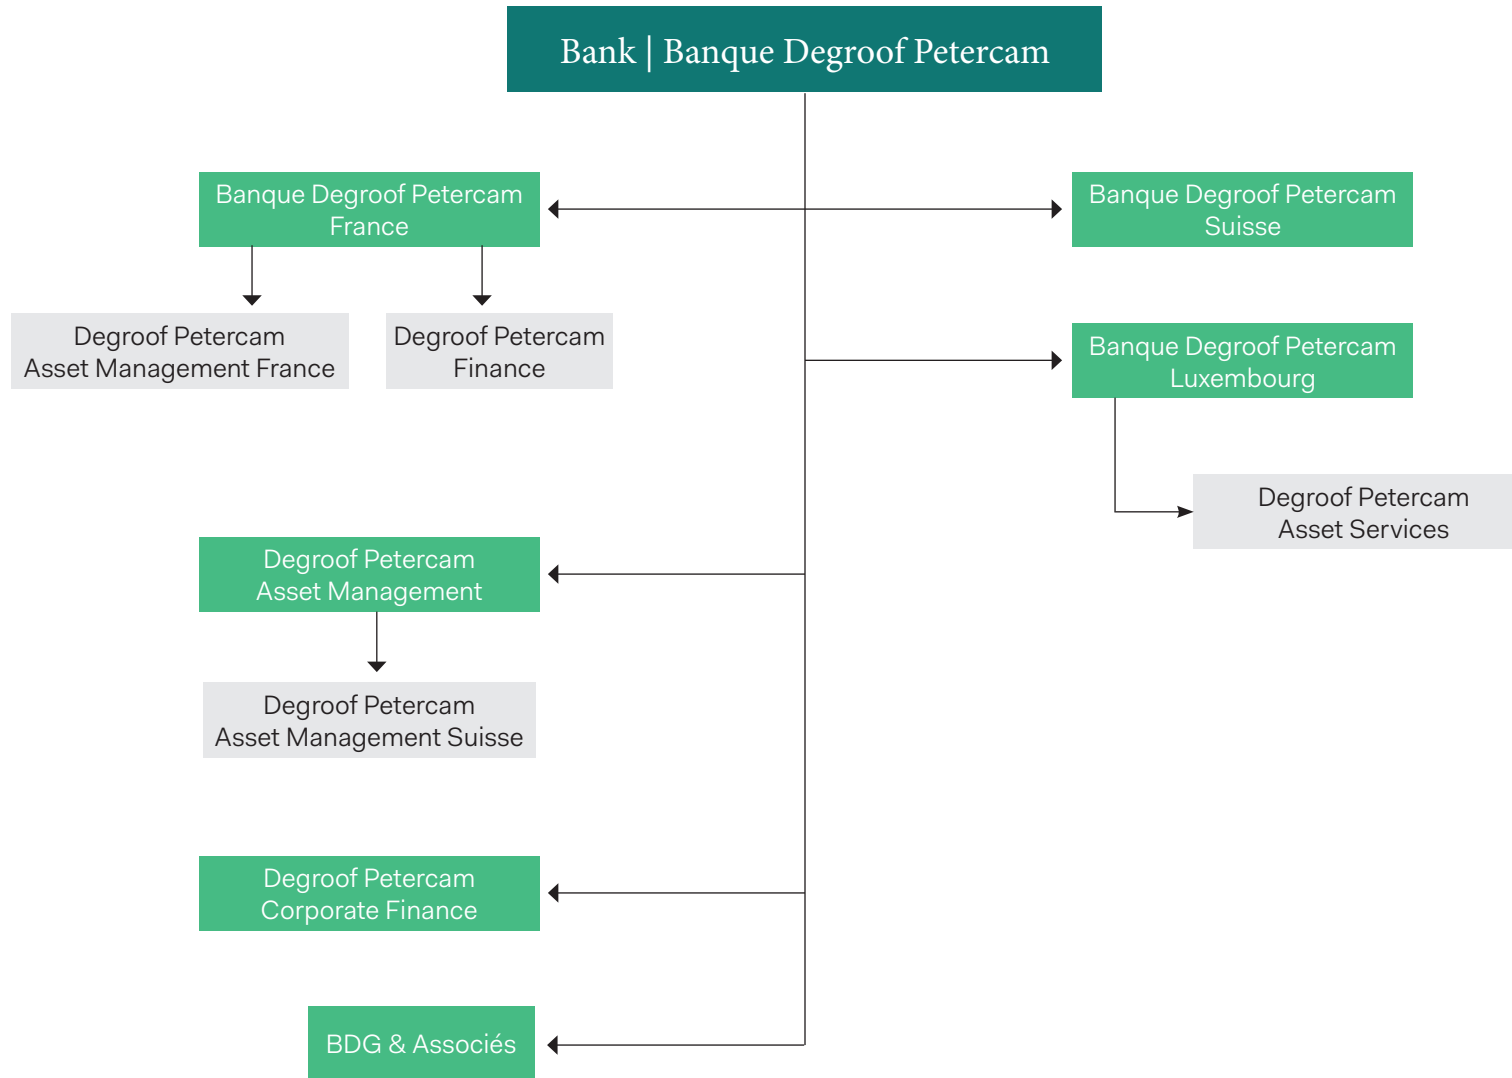 Bank | Banque Degroof Petercam
Banque Degroof Petercam
France
Banque Degroof Petercam
Suisse
Degroof Petercam
Asset Management France
Degroof Petercam
Finance
Banque Degroof Petercam
Luxembourg
Degroof Petercam
Asset Services
Degroof Petercam
Asset Management
Degroof Petercam
Asset Management Suisse
Degroof Petercam
Corporate Finance
BDG & Associés